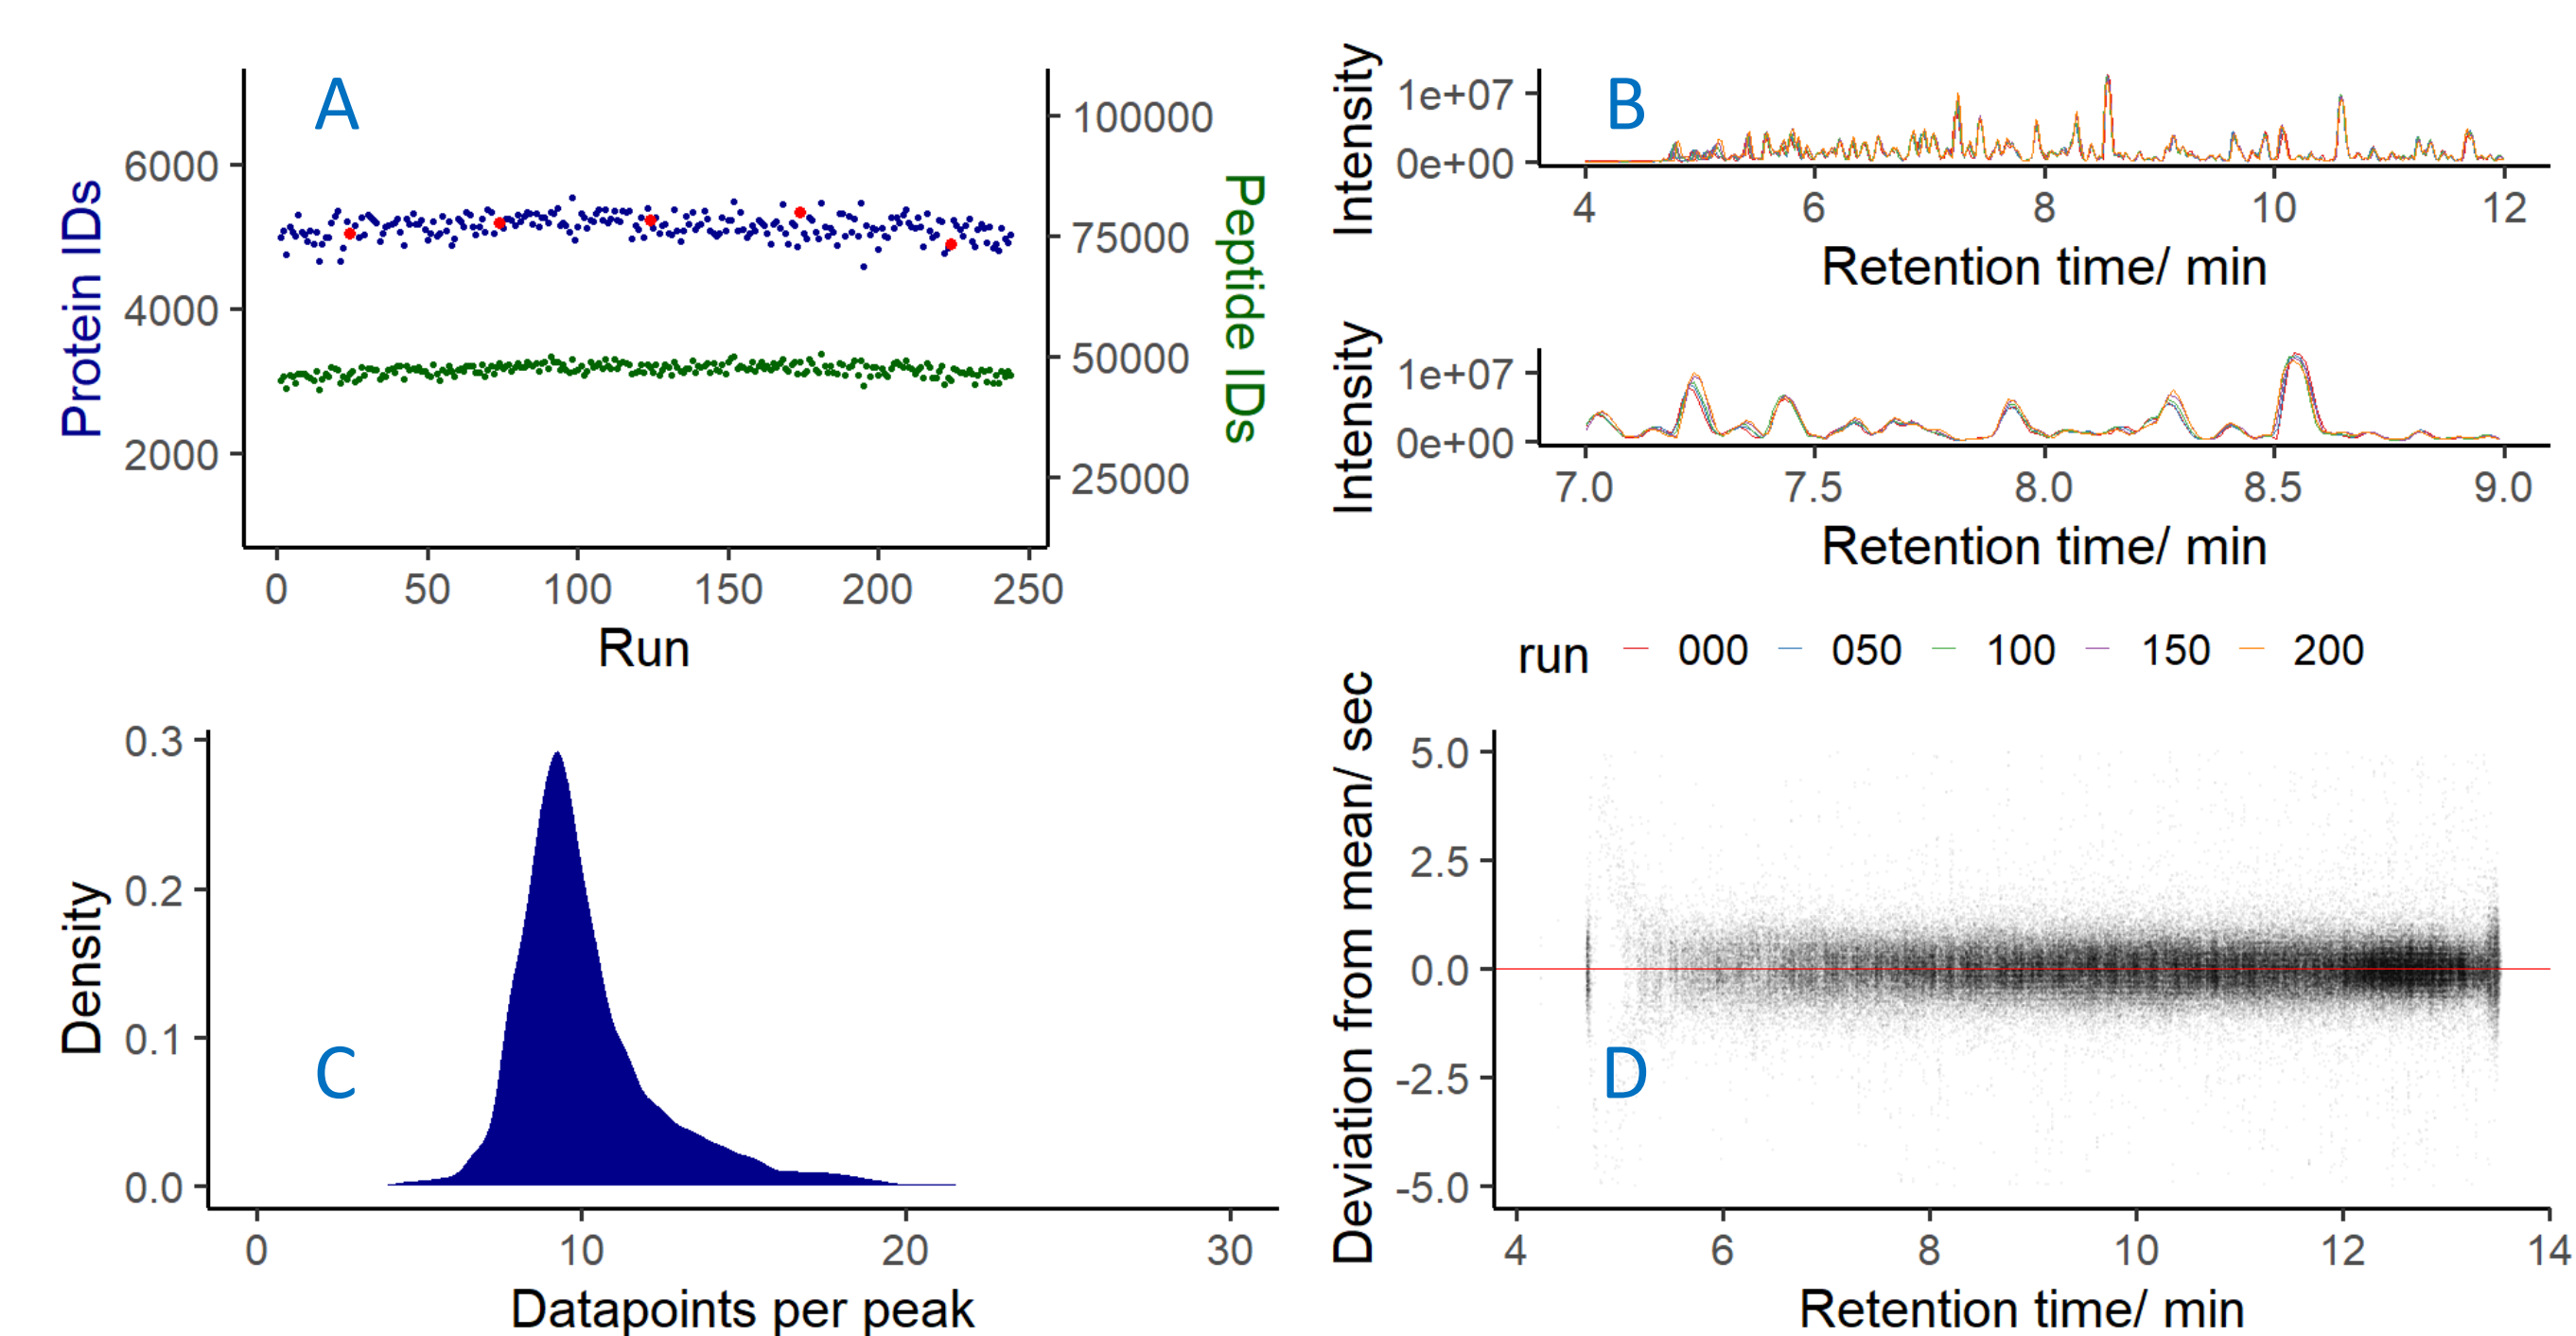 A
Protein IDs
6000
4000
2000
100000
75000
50000
25000
Peptide IDs
0 50 100 150 200 250
Run
B
Intensity
1e+07
0e+00
4 6 8 10 12
Retention time/ min
Intensity
1e+07
0e+00
7.0 7.5 8.0 8.5 9.0
Retention time/ min
run 000 050 100 150 200
C
Density
0.3
0.2
0.1
0.0
0 10 20 30
Datapoints per peak
D
Deviation from mean/ sec
5.0
2.5
0.0
-2.5
-5.0
4 6 8 10 12 14
Retention time/ min